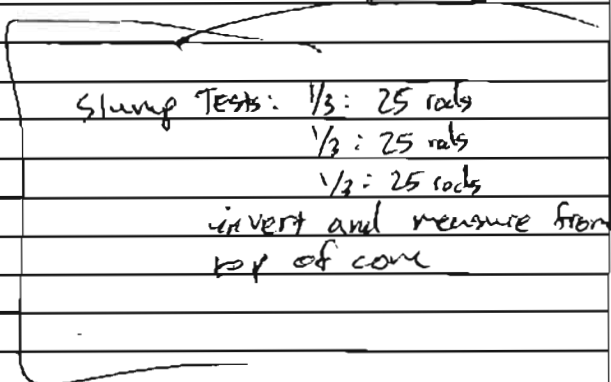 Slump Tests: 1/3: 25 rods
1/3: 25 rods
1/3: 25 rods
invert and measure from
top of cone